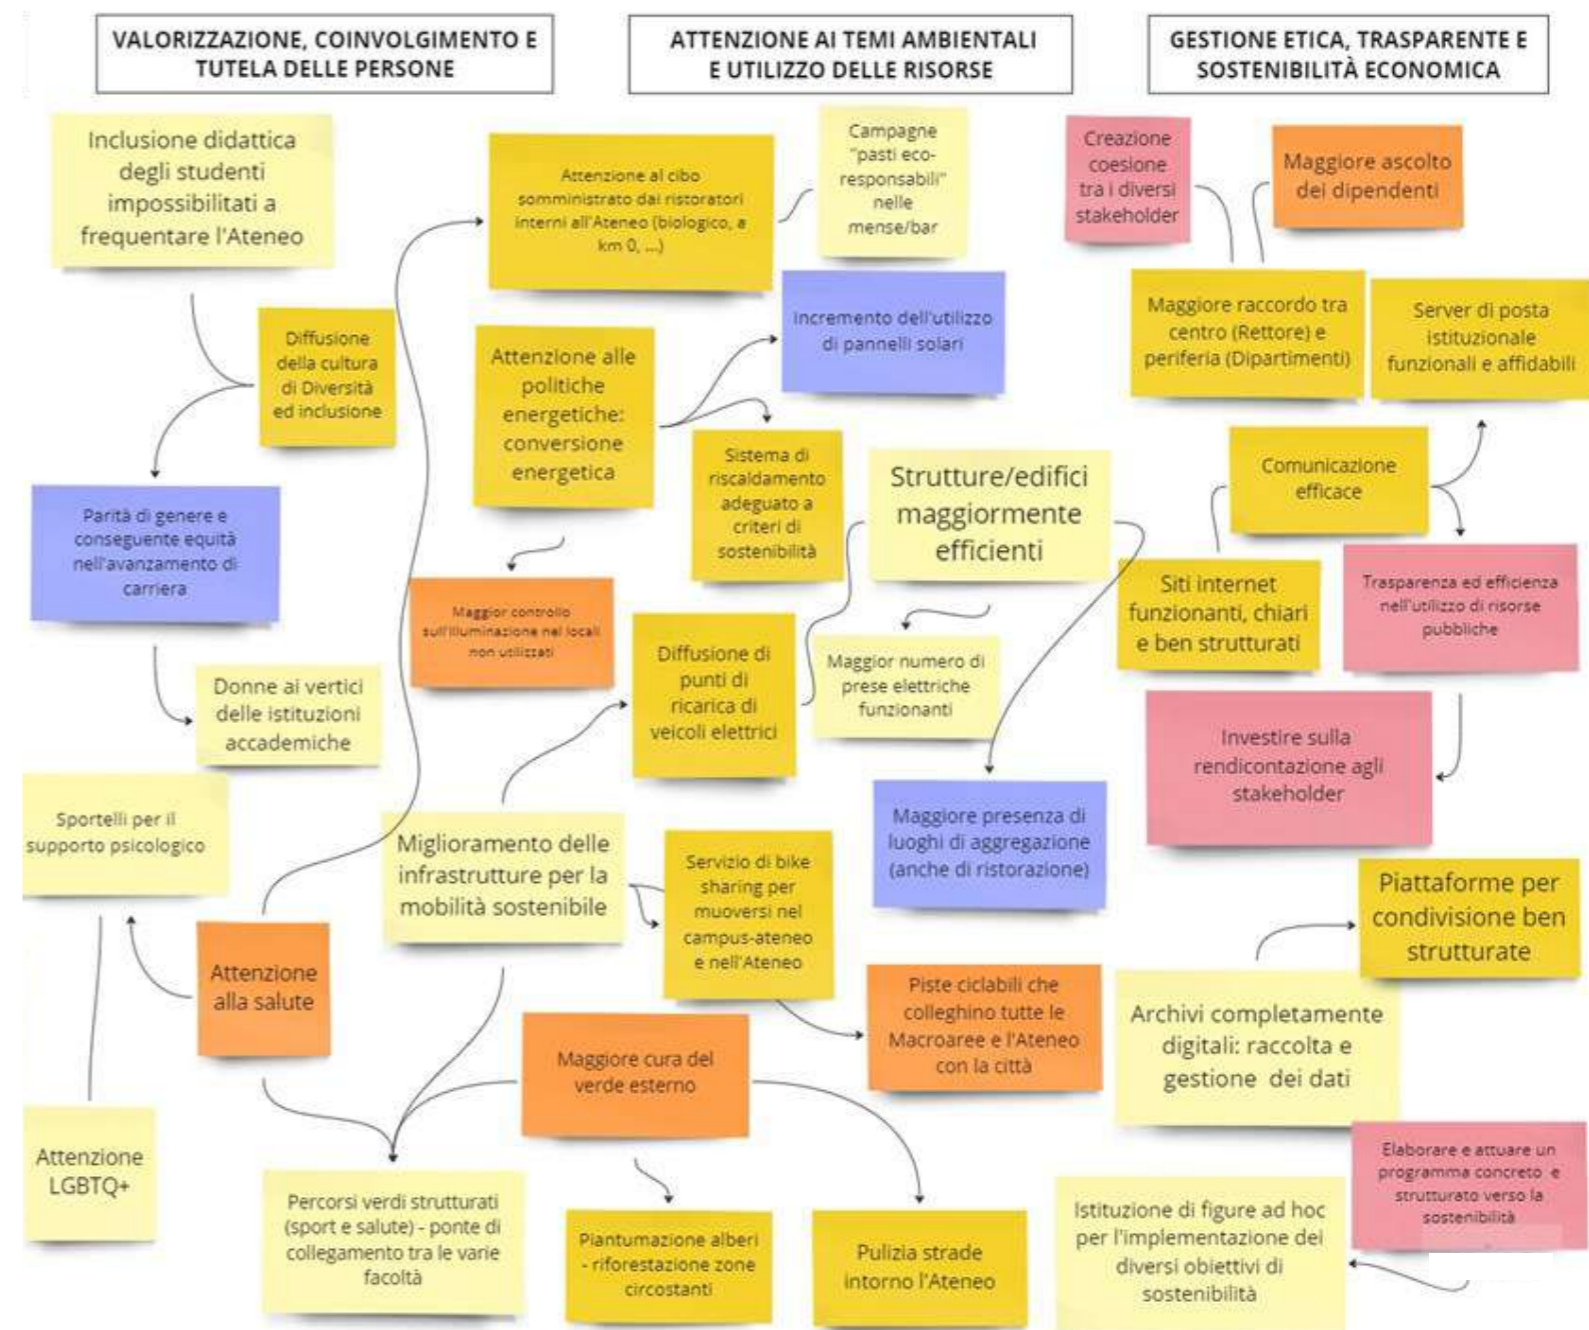 VALORIZZAZIONE, COINVOLGIMENTO E
TUTELA DELLE PERSONE
ATTENZIONE AI TEMI AMBIENTALI
E UTILIZZO DELLE RISORSE
GESTIONE ETICA, TRASPARENTE E
SOSTENIBILITÀ ECONOMICA
Inclusione didattica
degli studenti
impossibilitati a
frequentare l'Ateneo
Diffusione
della cultura
di Diversità
ed inclusione
Parità di genere e
conseguente equità
nell'avanzamento di
carriera
Donne ai vertici
delle istituzioni
accademiche
Sportelli per il
supporto psicologico
Attenzione
alla salute
Attenzione
LGBTQ+
Attenzione al cibo
somministrato dai ristoratori
interni all'Ateneo (biologico, a
km 0, ...)
Campagne
"pasti eco-
responsabili"
nelle
mense/bar
Attenzione alle
politiche
energetiche:
conversione
energetica
Incremento dell'utilizzo
di pannelli solari
Sistema di
riscaldamento
adeguato a
criteri di
sostenibilità
Maggior controllo
sull'illuminazione nei locali
non utilizzati
Strutture/edifici
maggiormente
efficienti
Diffusione di
punti di
ricarica di
veicoli elettrici
Maggior numero di
prese elettriche
funzionanti
Maggiore presenza di
luoghi di aggregazione
(anche di ristorazione)
Miglioramento delle
infrastrutture per la
mobilità sostenibile
Servizio di bike
sharing per
muoversi nel
campus-ateneo
e nell'Ateneo
Piste ciclabili che
colleghino tutte le
Macroaree e l'Ateneo
con la città
Maggiore cura del
verde esterno
Percorsi verdi strutturati
(sport e salute) - ponte di
collegamento tra le varie
facoltà
Piantumazione alberi
- riforestazione zone
circostanti
Pulizia strade
intorno l'Ateneo
Creazione
coesione
tra i diversi
stakeholder
Maggiore ascolto
dei dipendenti
Maggiore raccordo tra
centro (Rettore) e
periferia (Dipartimenti)
Server di posta
istituzionale
funzionali e affidabili
Comunicazione
efficace
Siti internet
funzionanti, chiari
e ben strutturati
Trasparenza ed efficienza
nell'utilizzo di risorse
pubbliche
Investire sulla
rendicontazione agli
stakeholder
Piattaforme per
condivisione ben
strutturate
Archivi completamente
digitali: raccolta e
gestione dei dati
Elaborare e attuare un
programma concreto e
strutturato verso la
sostenibilità
Istituzione di figure ad hoc
per l'implementazione dei
diversi obiettivi di
sostenibilità